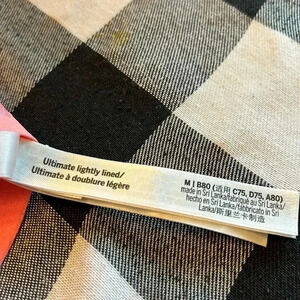 Ultimate lightly lined/
Ultimate à doublure légère
M | B80 (适用 C75, D75, A80)
made in Sri Lanka/fabriqué au Sri Lanka/
hecho en Sri Lanka/fabbricato in Sri
Lanka/斯里兰卡制造